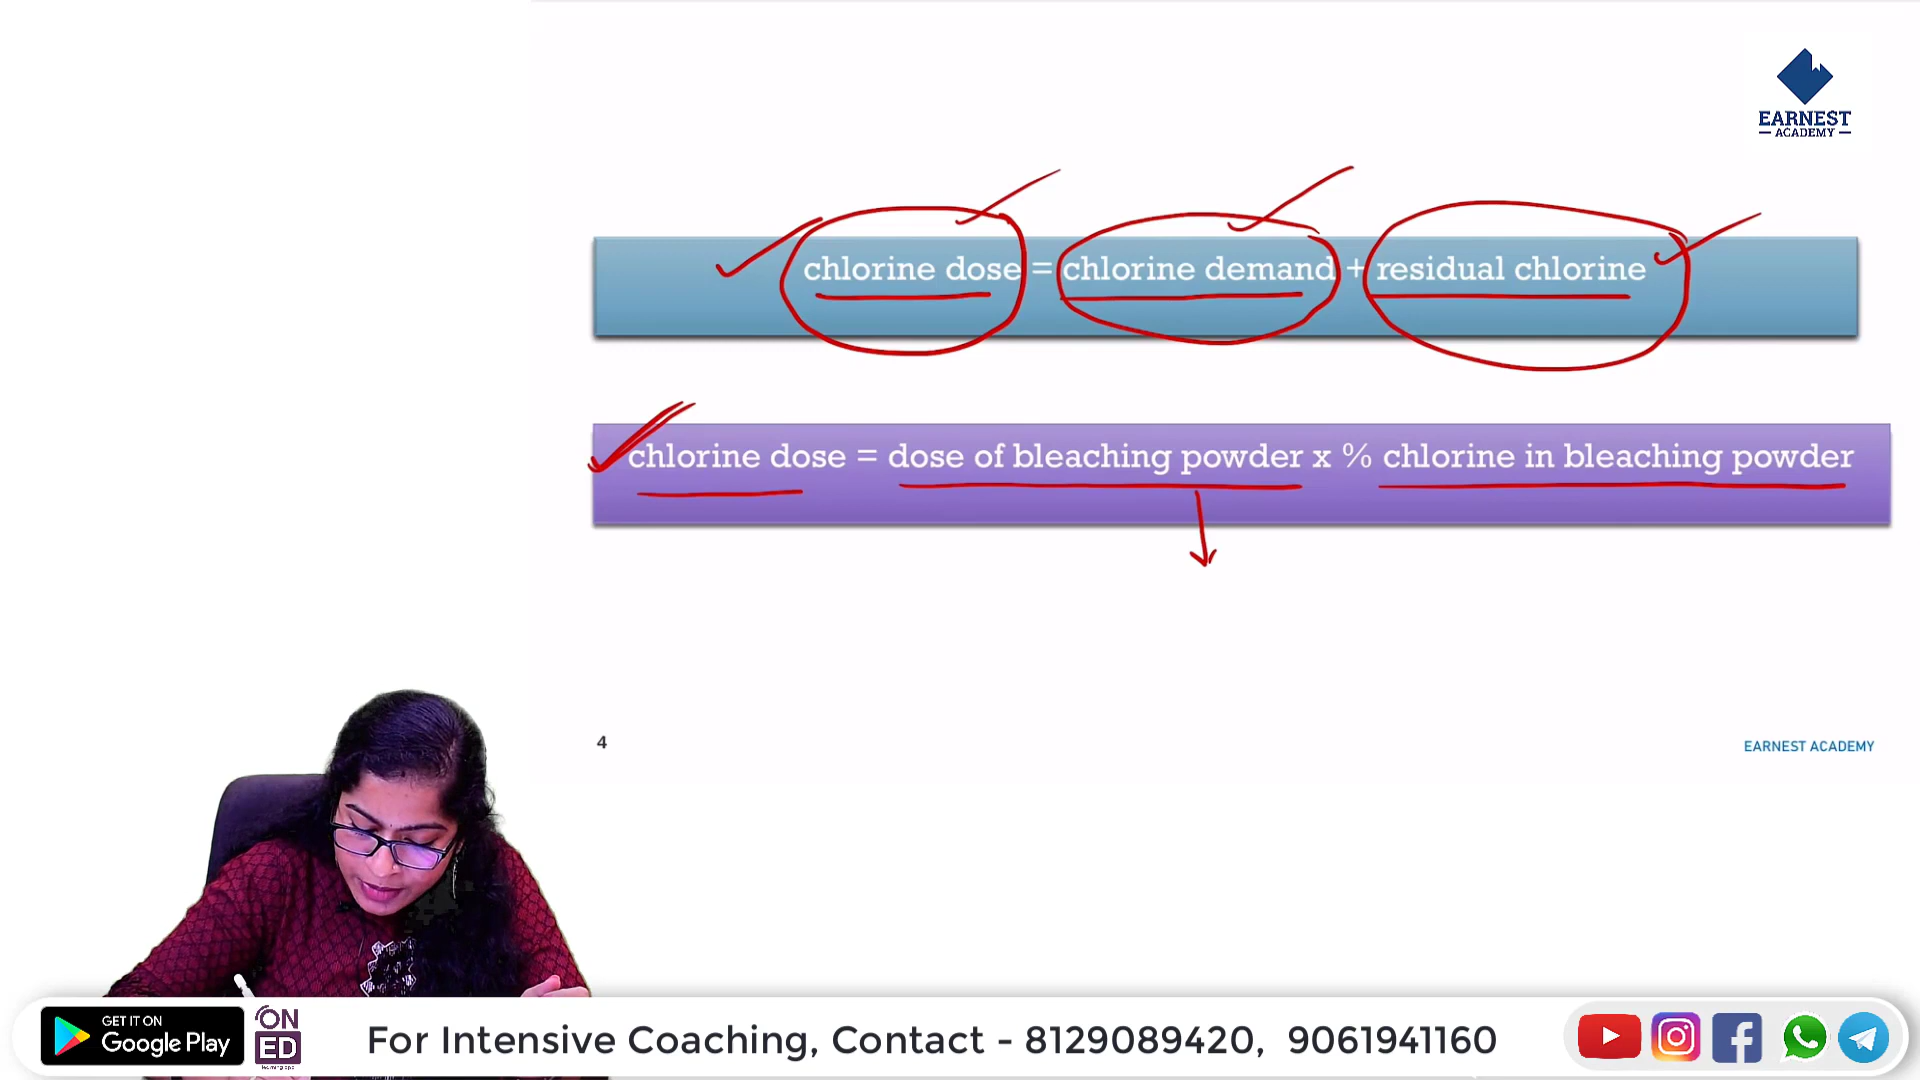 EARNEST
ACADEMY
chlorine dose = chlorine demand + residual chlorine
chlorine dose = dose of bleaching powder x % chlorine in bleaching powder
4
EARNEST ACADEMY
GET IT ON
Google Play
ON
ED
For Intensive Coaching, Contact - 8129089420, 9061941160